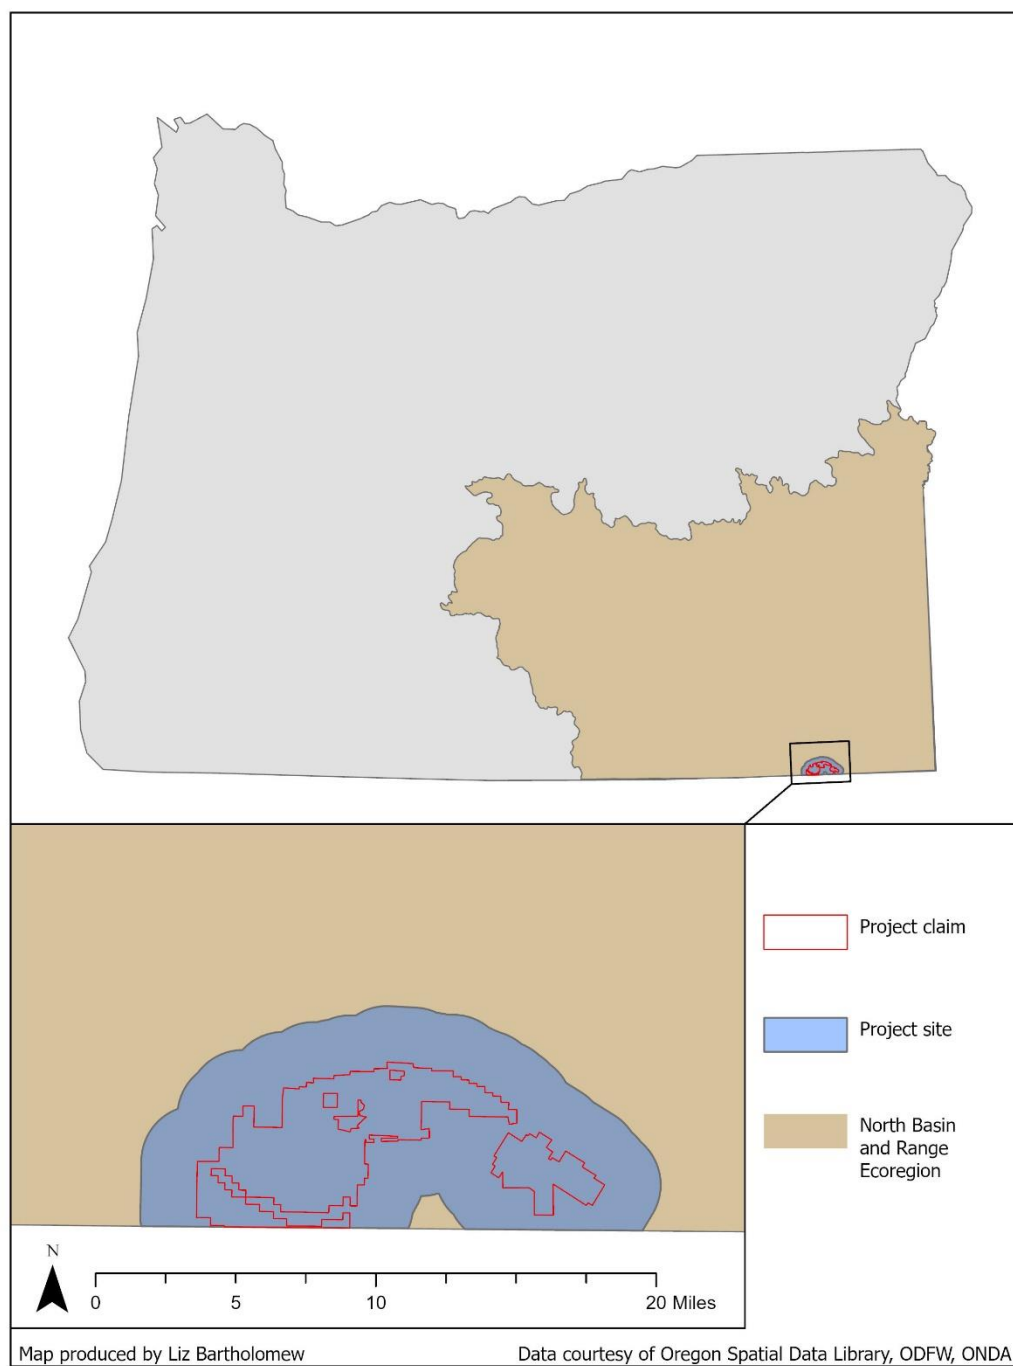 Project claim
Project site
North Basin
and Range
Ecoregion
N
0 5 10 20 Miles
Map produced by Liz Bartholomew Data courtesy of Oregon Spatial Data Library, ODFW, ONDA